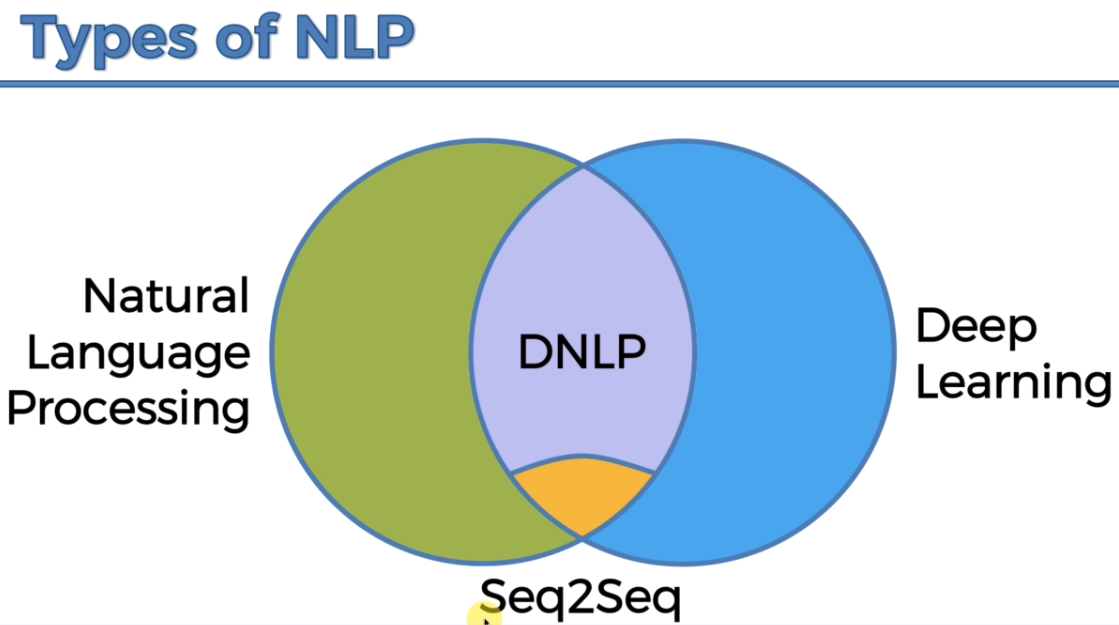 Types of NLP
Natural
Language
Processing
DNLP
Deep
Learning
Seq2Seq